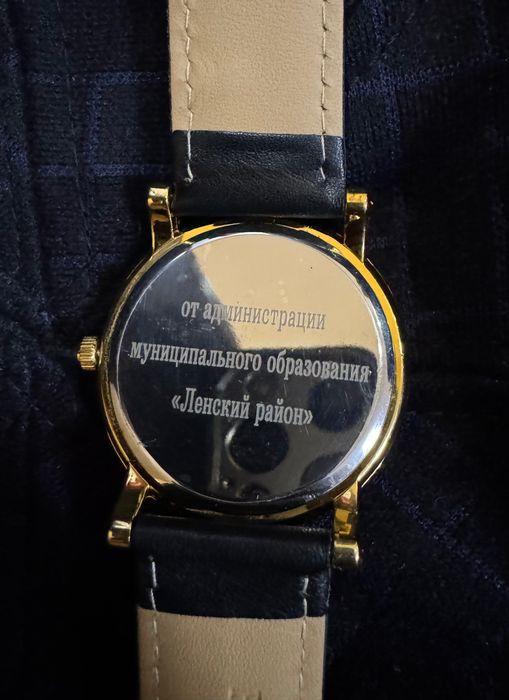 от администрации
муниципального образования
«Ленский район»